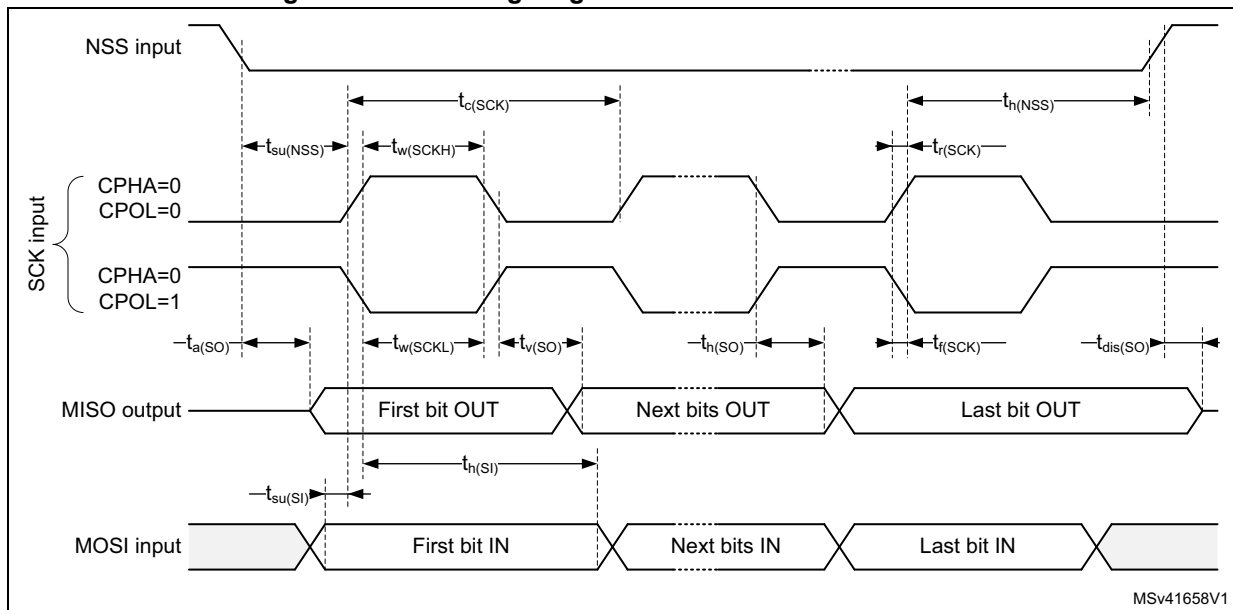 NSS input
tc(SCK)
th(NSS)
tsu(NSS)
tw(SCKH)
tr(SCK)
SCK input
CPHA=0
CPOL=0
CPHA=0
CPOL=1
ta(SO)
tw(SCKL)
tv(SO)
th(SO)
tf(SCK)
tdis(SO)
MISO output
First bit OUT
Next bits OUT
Last bit OUT
th(SI)
tsu(SI)
MOSI input
First bit IN
Next bits IN
Last bit IN
MSv41658V1